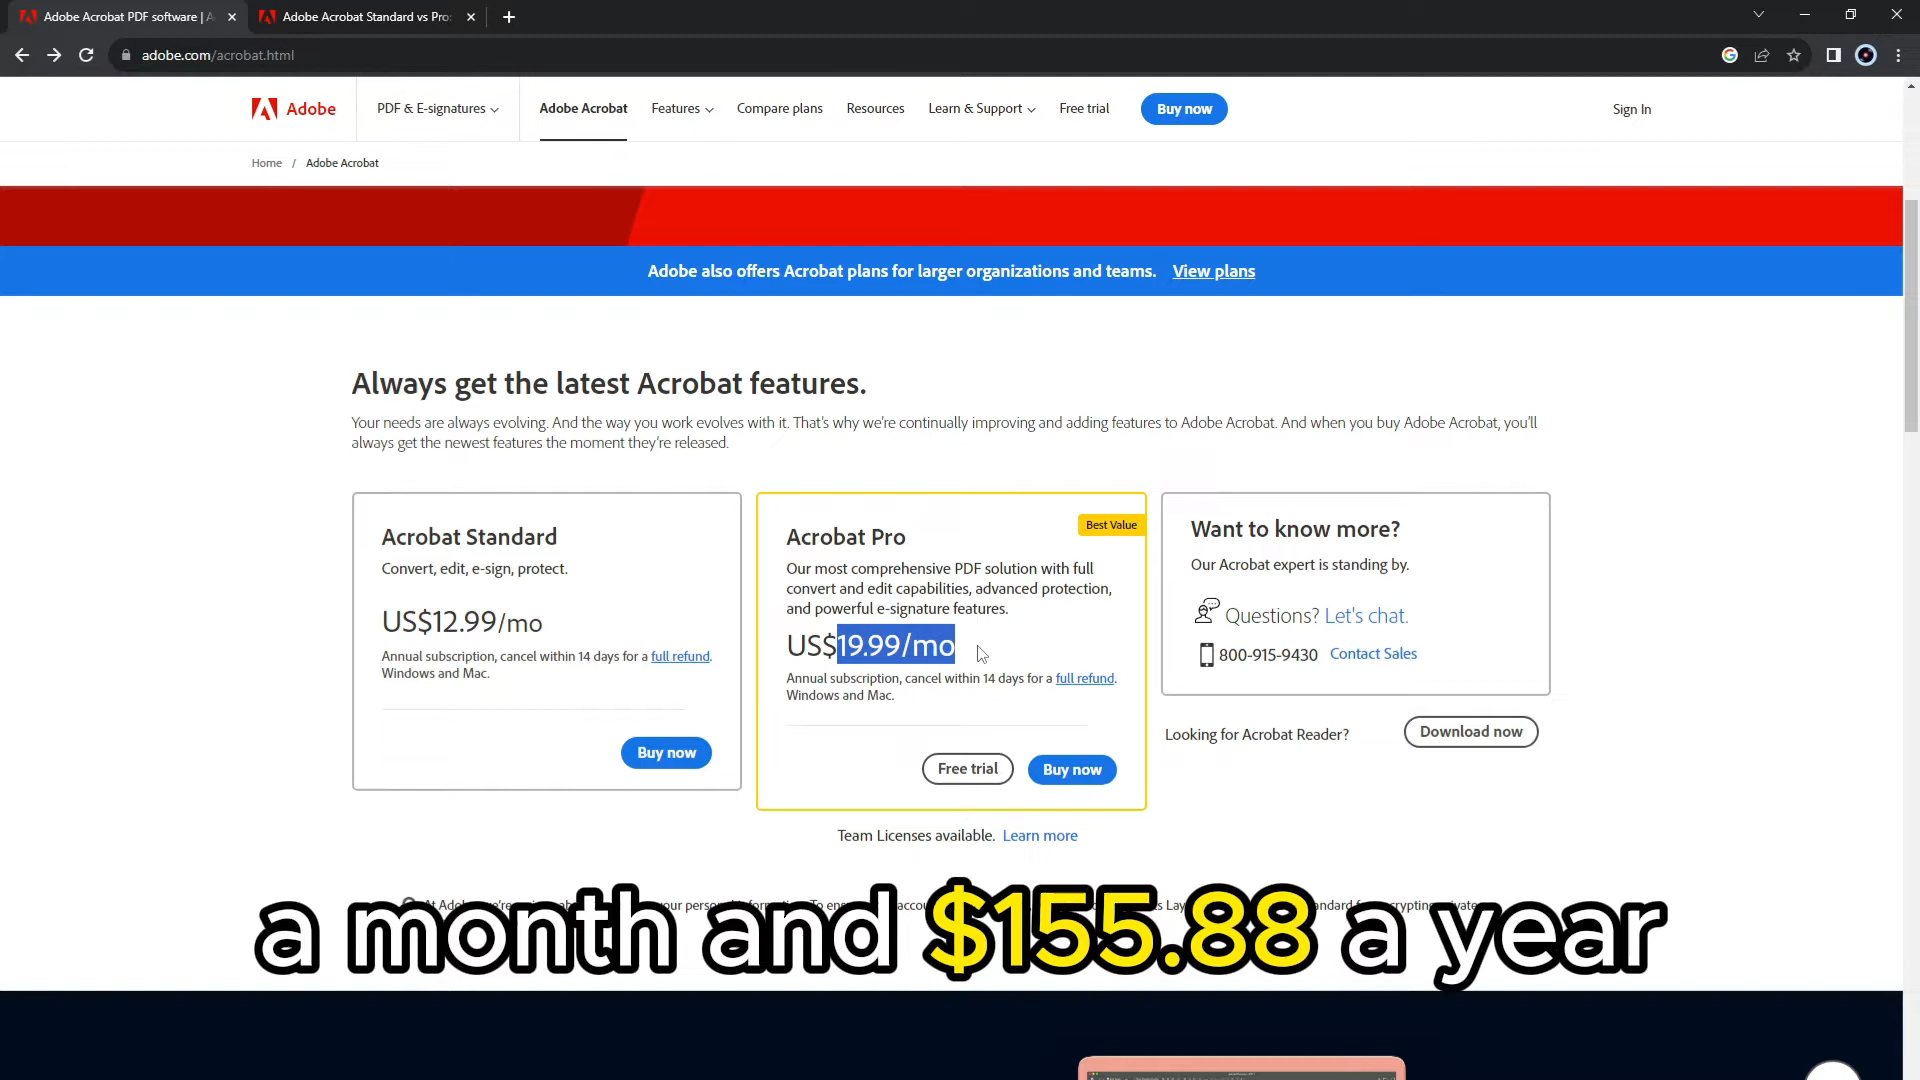 Adobe Acrobat PDF software | A
Adobe Acrobat Standard vs Pro:
adobe.com/acrobat.html
Adobe
PDF & E-signatures
Adobe Acrobat
Features
Compare plans
Resources
Learn & Support
Free trial
Buy now
Sign In
Home / Adobe Acrobat
Adobe also offers Acrobat plans for larger organizations and teams. View plans
Always get the latest Acrobat features.
Your needs are always evolving. And the way you work evolves with it. That's why we're continually improving and adding features to Adobe Acrobat. And when you buy Adobe Acrobat, you'll
always get the newest features the moment they're released.
Acrobat Standard
Convert, edit, e-sign, protect.
US$12.99/mo
Annual subscription, cancel within 14 days for a full refund.
Windows and Mac.
Buy now
Best Value
Acrobat Pro
Our most comprehensive PDF solution with full
convert and edit capabilities, advanced protection,
and powerful e-signature features.
US$19.99/mo
Annual subscription, cancel within 14 days for a full refund.
Windows and Mac.
Free trial
Buy now
Want to know more?
Our Acrobat expert is standing by.
Questions? Let's chat.
800-915-9430 Contact Sales
Looking for Acrobat Reader?
Download now
Team Licenses available. Learn more
a month and $155.88 a year